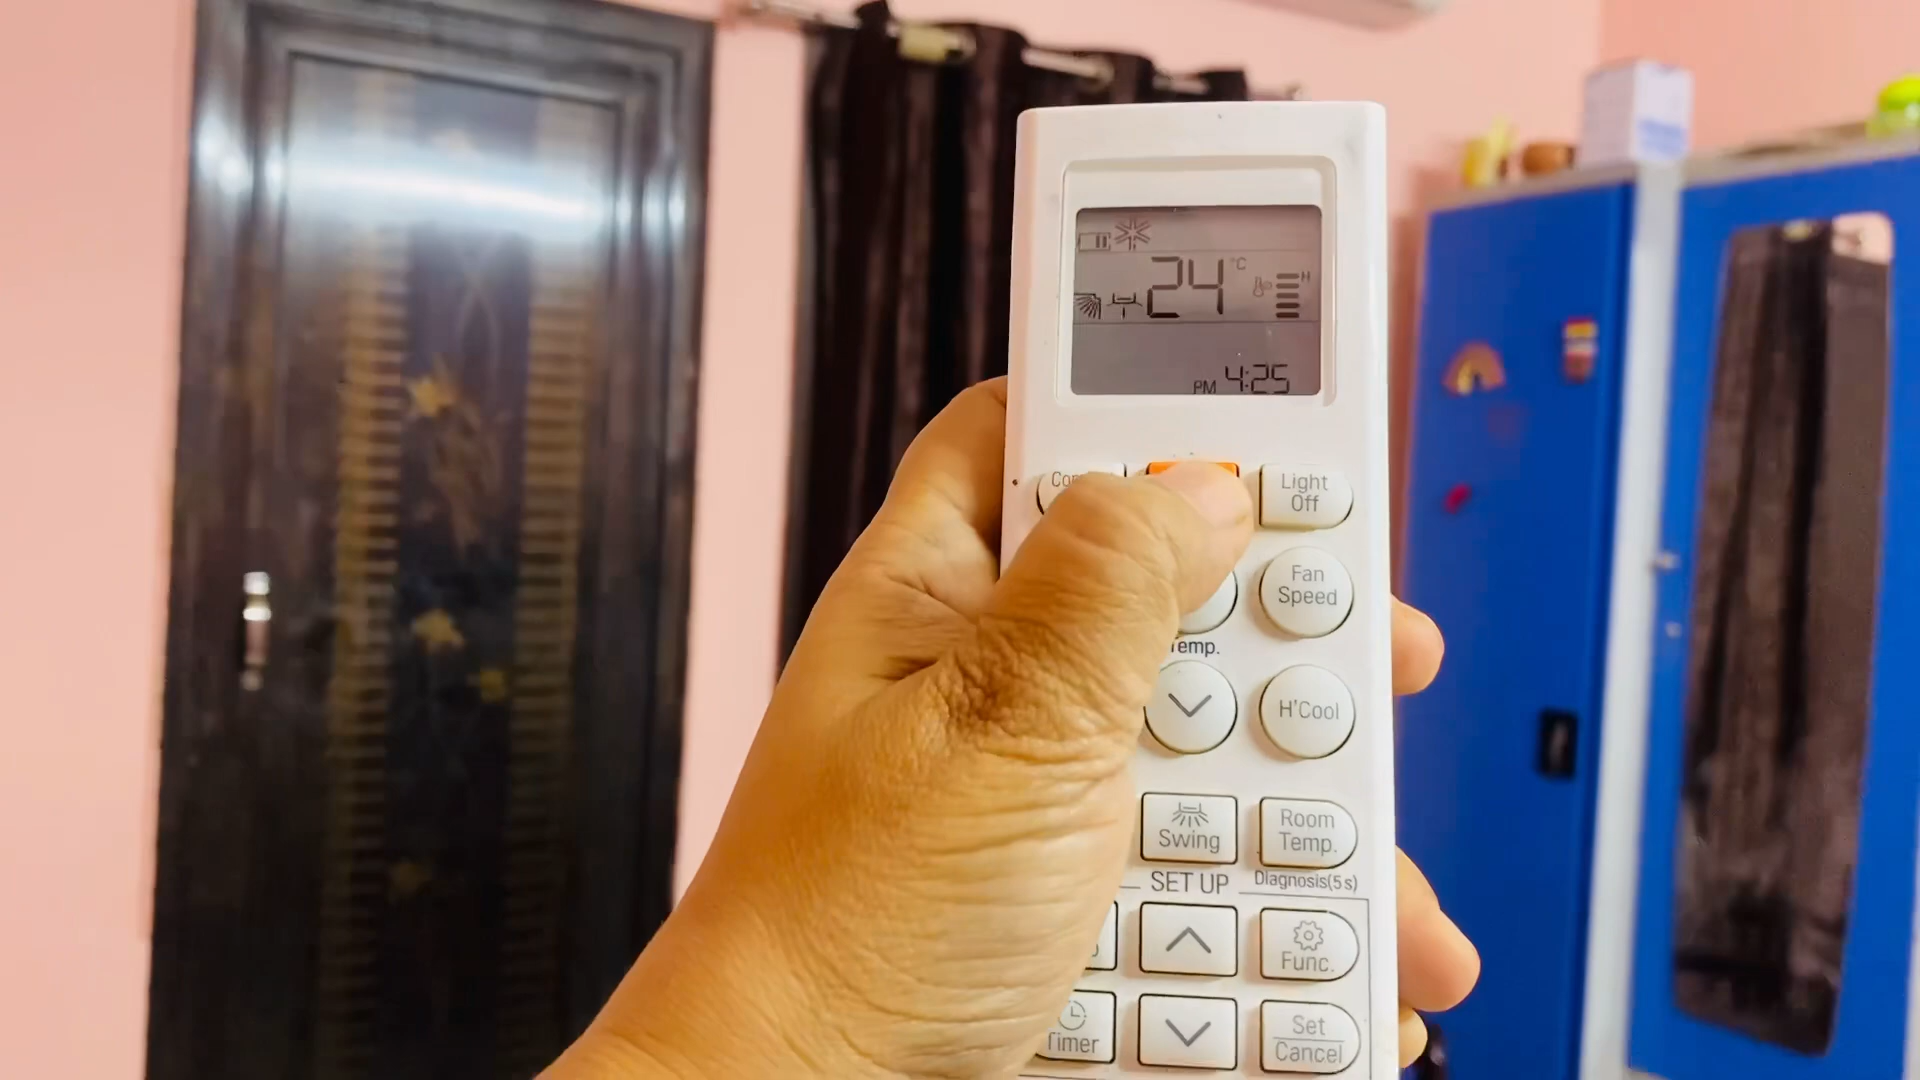 24°C
H
PM 4:25
Light
Off
Fan
Speed
Temp.
H'Cool
Swing
Room
Temp.
SET UP
Diagnosis(5 s)
Func.
Timer
Set
Cancel